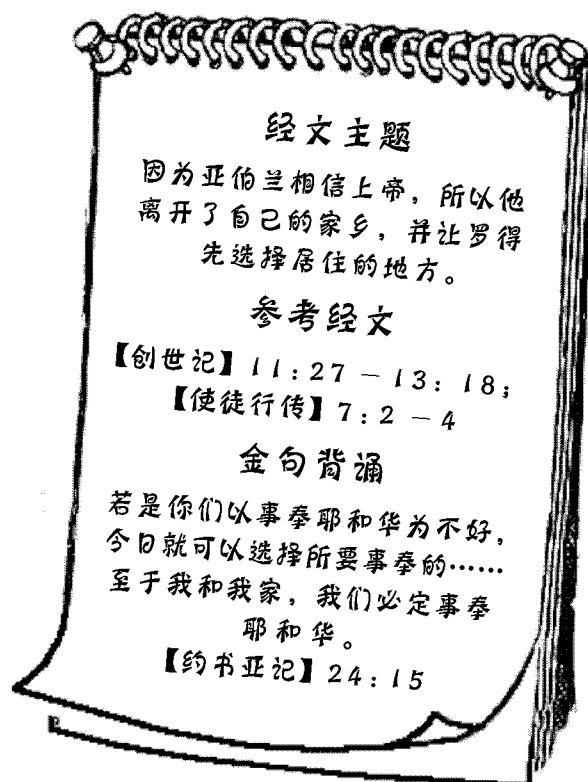 经文主题
因为亚伯兰相信上帝，所以他
离开了自己的家乡，并让罗得
先选择居住的地方。
参考经文
【创世记】11：27－13：18；
【使徒行传】7：2－4
金句背诵
若是你们以事奉耶和华为不好，
今日就可以选择所要事奉的……
至于我和我家，我们必定事奉
耶和华。
【约书亚记】24：15